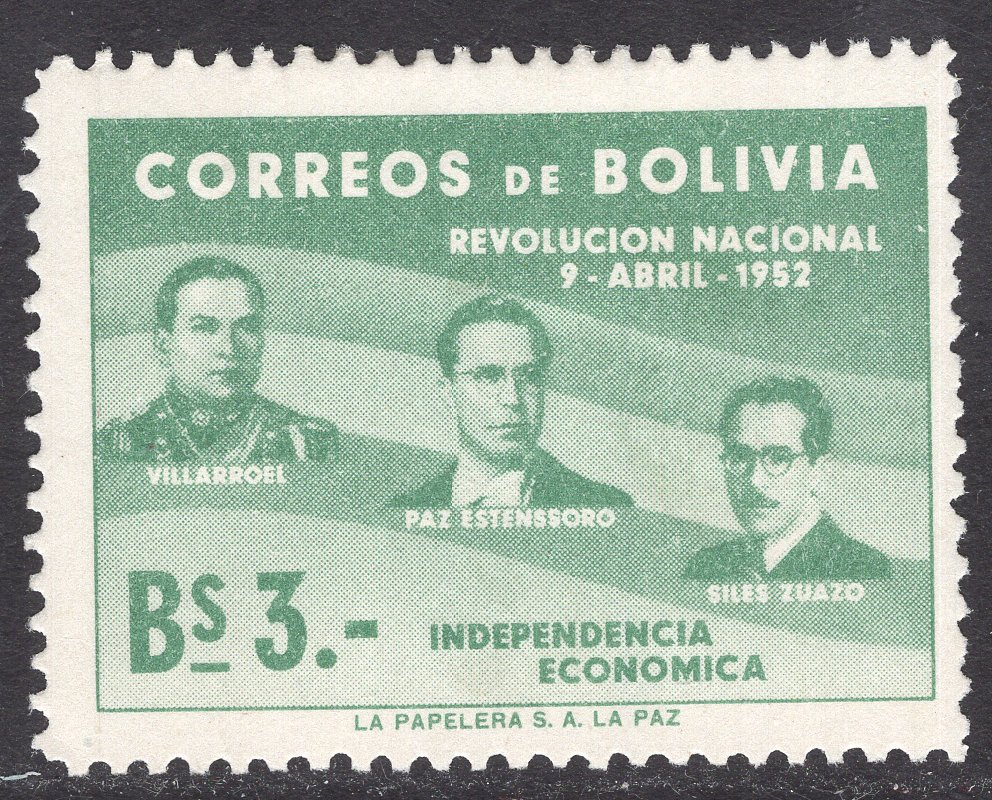 CORREOS DE BOLIVIA
REVOLUCION NACIONAL
9 - ABRIL - 1952
VILLARROEL
PAZ ESTENSSORO
SILES ZUAZO
Bs 3.-
INDEPENDENCIA
ECONOMICA
LA PAPELERA S. A. LA PAZ